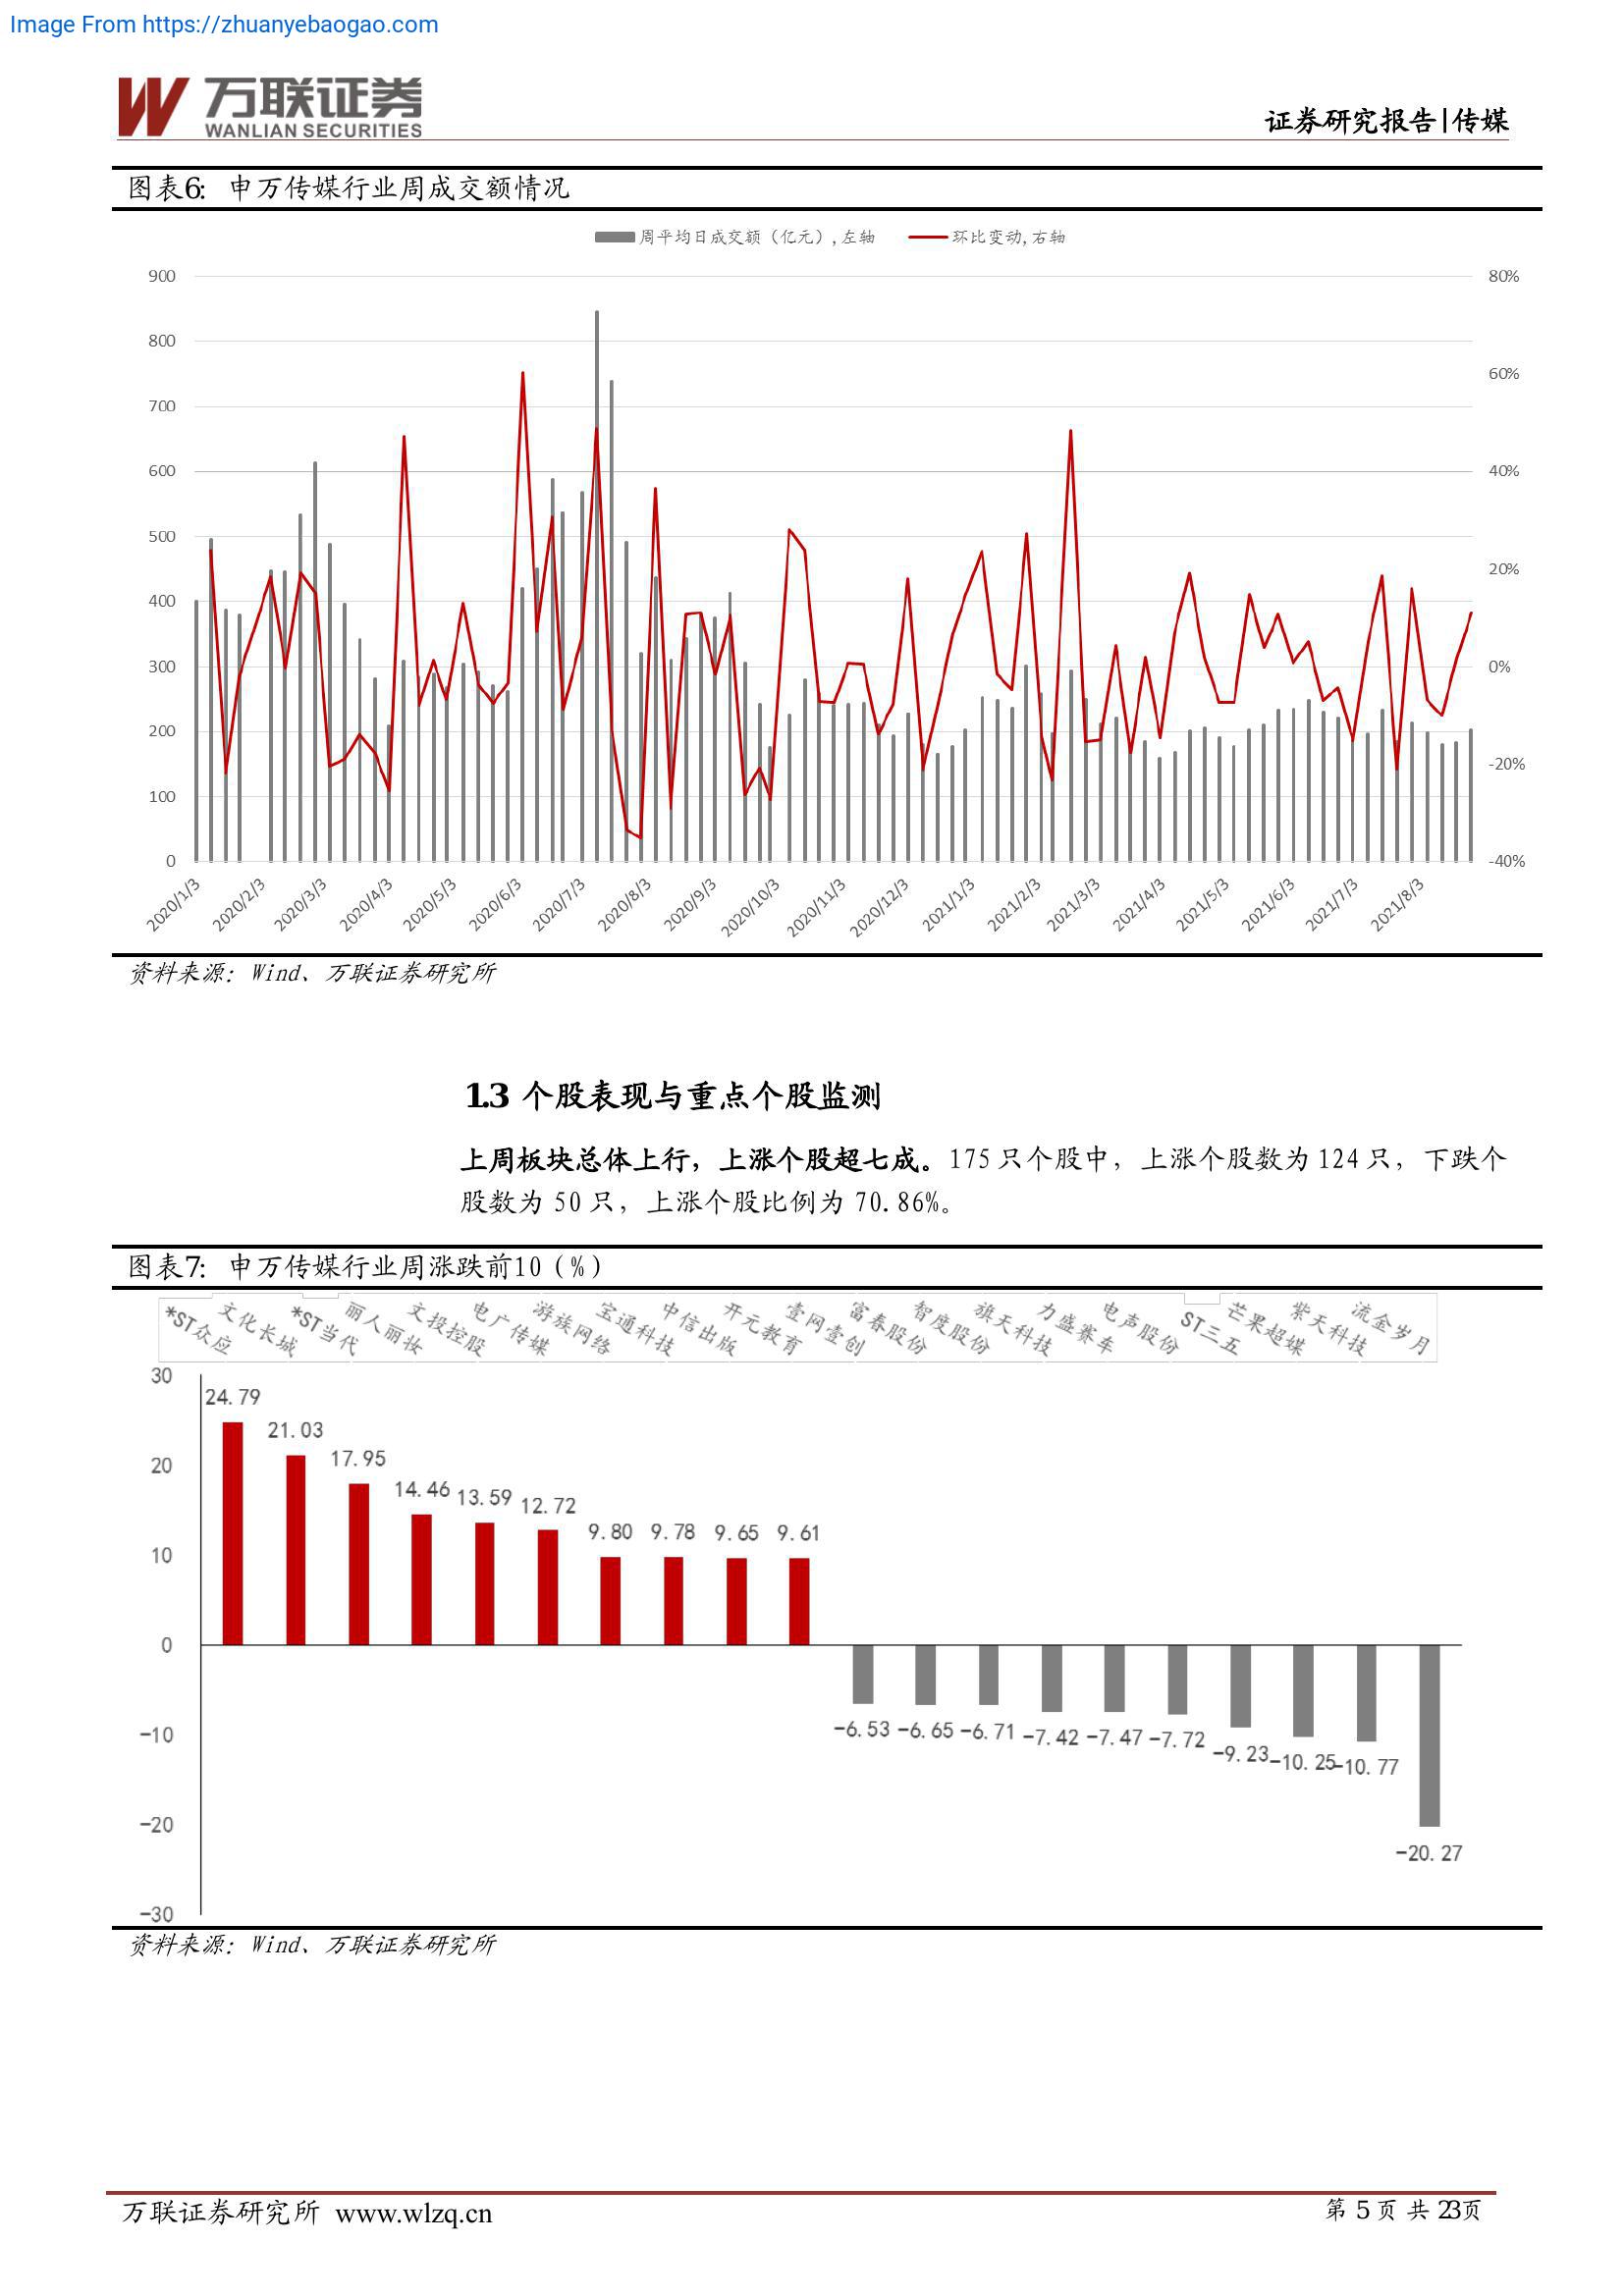 Image From https://zhuanyebaogao.com
万联证券
WANLIAN SECURITIES
证券研究报告|传媒
图表6: 申万传媒行业周成交额情况
周平均日成交额（亿元）,左轴 环比变动,右轴
900 80%
800
60%
700
600 40%
500
20%
400
300 0%
200
-20%
100
0 -40%
2020/1/3 2020/2/3 2020/3/3 2020/4/3 2020/5/3 2020/6/3 2020/7/3 2020/8/3 2020/9/3 2020/10/3 2020/11/3 2020/12/3 2021/1/3 2021/2/3 2021/3/3 2021/4/3 2021/5/3 2021/6/3 2021/7/3 2021/8/3
资料来源：Wind、万联证券研究所
1.3 个股表现与重点个股监测
上周板块总体上行，上涨个股超七成。175 只个股中，上涨个股数为 124 只，下跌个
股数为 50 只，上涨个股比例为 70.86%。
图表7: 申万传媒行业周涨跌前10（%）
*ST众应 文化长城 *ST当代 丽人丽妆 文投控股 电广传媒 游族网络 宝通科技 中信出版 开元教育 壹网壹创 富春股份 智度股份 旗天科技 力盛赛车 电声股份 ST三五 芒果超媒 紫天科技 流金岁月
30
24.79
21.03
17.95
20
14.46 13.59 12.72
9.80 9.78 9.65 9.61
10
0
-6.53 -6.65 -6.71 -7.42 -7.47 -7.72
-10
-9.23 -10.25 -10.77
-20
-20.27
-30
资料来源：Wind、万联证券研究所
万联证券研究所 www.wlzq.cn
第 5 页 共 23页